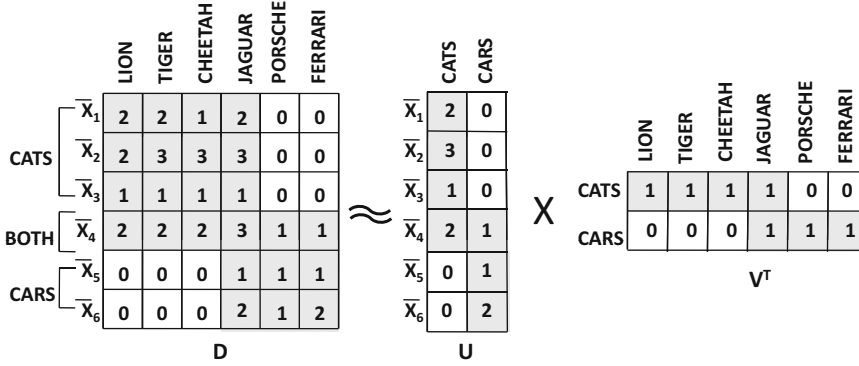 LION TIGER CHEETAH JAGUAR PORSCHE FERRARI
X̄1 2 2 1 2 0 0
X̄2 2 3 3 3 0 0
X̄3 1 1 1 1 0 0
X̄4 2 2 2 3 1 1
X̄5 0 0 0 1 1 1
X̄6 0 0 0 2 1 2
CATS
BOTH
CARS
D
≈
CATS CARS
X̄1 2 0
X̄2 3 0
X̄3 1 0
X̄4 2 1
X̄5 0 1
X̄6 0 2
U
X
LION TIGER CHEETAH JAGUAR PORSCHE FERRARI
CATS 1 1 1 1 0 0
CARS 0 0 0 1 1 1
Vᵀ